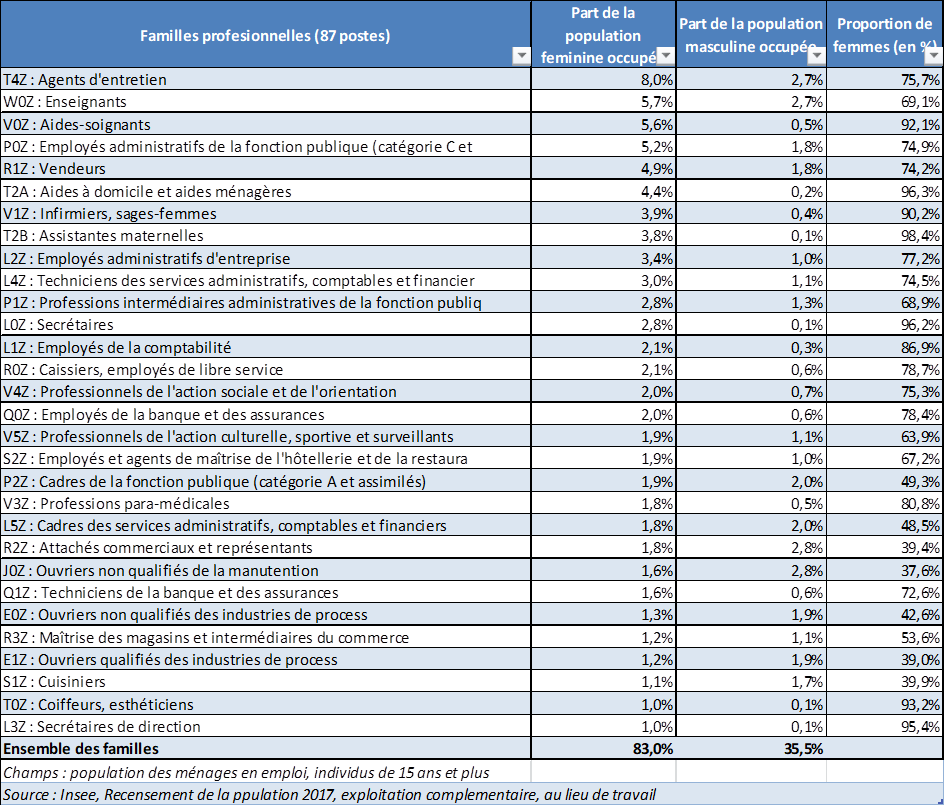 Familles profesionnelles (87 postes) Part de la population feminine occupée Part de la population masculine occupée Proportion de femmes (en %)
T4Z : Agents d'entretien 8,0% 2,7% 75,7%
W0Z : Enseignants 5,7% 2,7% 69,1%
V0Z : Aides-soignants 5,6% 0,5% 92,1%
P0Z : Employés administratifs de la fonction publique (catégorie C et 5,2% 1,8% 74,9%
R1Z : Vendeurs 4,9% 1,8% 74,2%
T2A : Aides à domicile et aides ménagères 4,4% 0,2% 96,3%
V1Z : Infirmiers, sages-femmes 3,9% 0,4% 90,2%
T2B : Assistantes maternelles 3,8% 0,1% 98,4%
L2Z : Employés administratifs d'entreprise 3,4% 1,0% 77,2%
L4Z : Techniciens des services administratifs, comptables et financier 3,0% 1,1% 74,5%
P1Z : Professions intermédiaires administratives de la fonction publiq 2,8% 1,3% 68,9%
L0Z : Secrétaires 2,8% 0,1% 96,2%
L1Z : Employés de la comptabilité 2,1% 0,3% 86,9%
R0Z : Caissiers, employés de libre service 2,1% 0,6% 78,7%
V4Z : Professionnels de l'action sociale et de l'orientation 2,0% 0,7% 75,3%
Q0Z : Employés de la banque et des assurances 2,0% 0,6% 78,4%
V5Z : Professionnels de l'action culturelle, sportive et surveillants 1,9% 1,1% 63,9%
S2Z : Employés et agents de maîtrise de l'hôtellerie et de la restaura 1,9% 1,0% 67,2%
P2Z : Cadres de la fonction publique (catégorie A et assimilés) 1,9% 2,0% 49,3%
V3Z : Professions para-médicales 1,8% 0,5% 80,8%
L5Z : Cadres des services administratifs, comptables et financiers 1,8% 2,0% 48,5%
R2Z : Attachés commerciaux et représentants 1,8% 2,8% 39,4%
J0Z : Ouvriers non qualifiés de la manutention 1,6% 2,8% 37,6%
Q1Z : Techniciens de la banque et des assurances 1,6% 0,6% 72,6%
E0Z : Ouvriers non qualifiés des industries de process 1,3% 1,9% 42,6%
R3Z : Maîtrise des magasins et intermédiaires du commerce 1,2% 1,1% 53,6%
E1Z : Ouvriers qualifiés des industries de process 1,2% 1,9% 39,0%
S1Z : Cuisiniers 1,1% 1,7% 39,9%
T0Z : Coiffeurs, esthéticiens 1,0% 0,1% 93,2%
L3Z : Secrétaires de direction 1,0% 0,1% 95,4%
Ensemble des familles 83,0% 35,5%
Champs : population des ménages en emploi, individus de 15 ans et plus
Source : Insee, Recensement de la ppulation 2017, exploitation complementaire, au lieu de travail